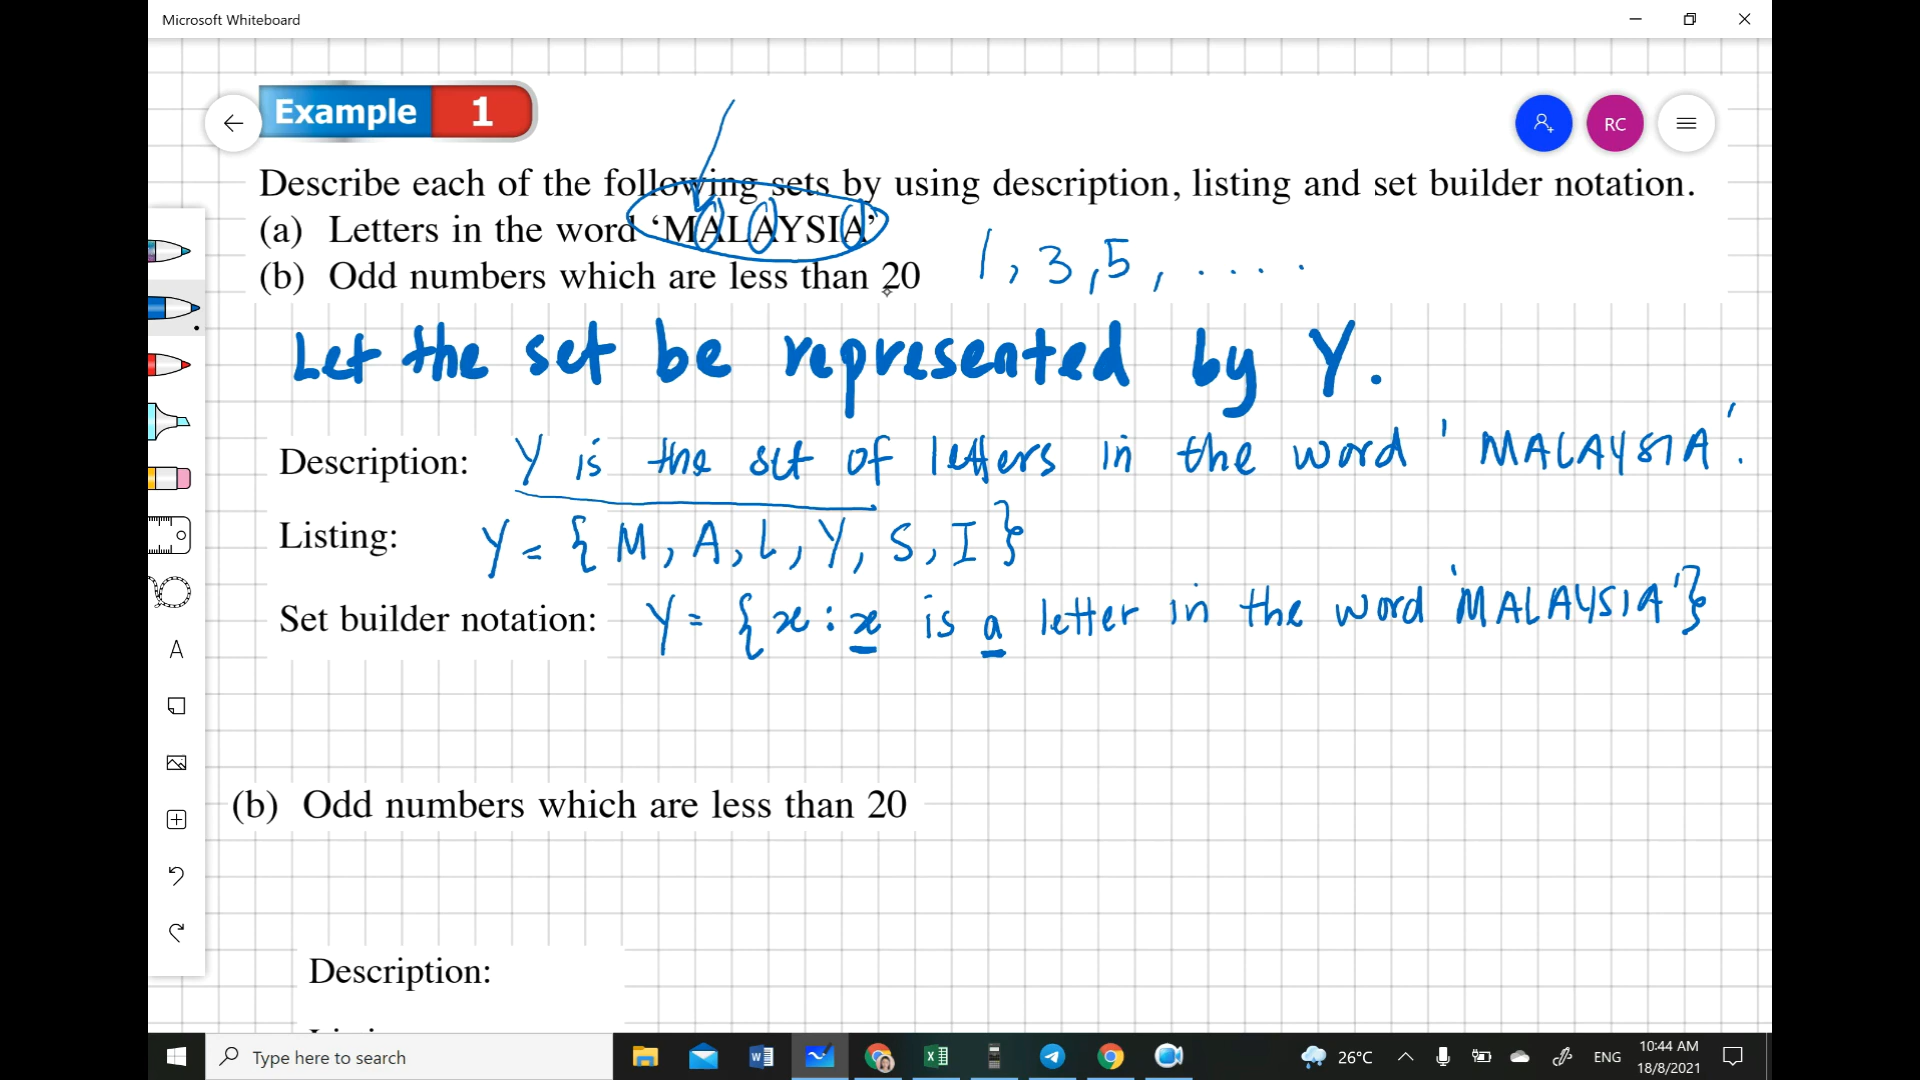 Microsoft Whiteboard
Example 1
RC
Describe each of the following sets by using description, listing and set builder notation.
(a) Letters in the word ‘MALAYSIA’
(b) Odd numbers which are less than 20 1, 3, 5, ....
Let the set be represented by Y.
Description: Y is the set of letters in the word 'MALAYSIA'.
Listing: Y = { M, A, L, Y, S, I }
Set builder notation: Y = {x : x is a letter in the word 'MALAYSIA'}
A
(b) Odd numbers which are less than 20
Description:
Type here to search
26°C
ENG
10:44 AM
18/8/2021